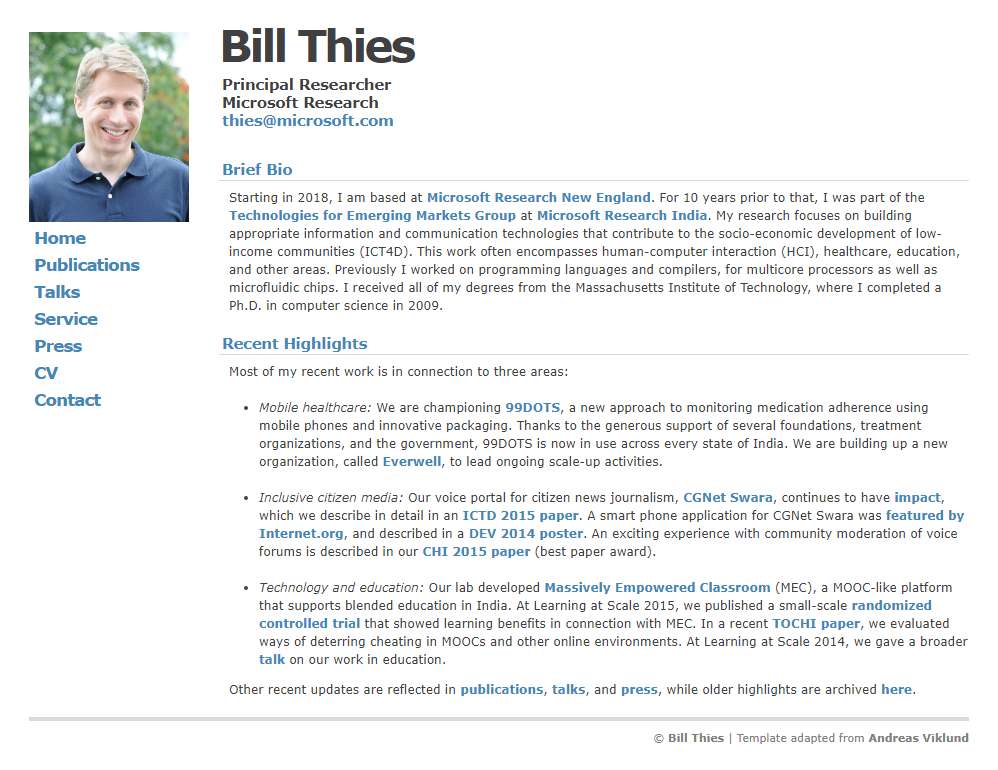 Bill Thies
Principal Researcher
Microsoft Research
thies@microsoft.com
Home
Publications
Talks
Service
Press
CV
Contact
Brief Bio
Starting in 2018, I am based at Microsoft Research New England. For 10 years prior to that, I was part of the
Technologies for Emerging Markets Group at Microsoft Research India. My research focuses on building
appropriate information and communication technologies that contribute to the socio-economic development of low-
income communities (ICT4D). This work often encompasses human-computer interaction (HCI), healthcare, education,
and other areas. Previously I worked on programming languages and compilers, for multicore processors as well as
microfluidic chips. I received all of my degrees from the Massachusetts Institute of Technology, where I completed a
Ph.D. in computer science in 2009.
Recent Highlights
Most of my recent work is in connection to three areas:
• Mobile healthcare: We are championing 99DOTS, a new approach to monitoring medication adherence using
mobile phones and innovative packaging. Thanks to the generous support of several foundations, treatment
organizations, and the government, 99DOTS is now in use across every state of India. We are building up a new
organization, called Everwell, to lead ongoing scale-up activities.
• Inclusive citizen media: Our voice portal for citizen news journalism, CGNet Swara, continues to have impact,
which we describe in detail in an ICTD 2015 paper. A smart phone application for CGNet Swara was featured by
Internet.org, and described in a DEV 2014 poster. An exciting experience with community moderation of voice
forums is described in our CHI 2015 paper (best paper award).
• Technology and education: Our lab developed Massively Empowered Classroom (MEC), a MOOC-like platform
that supports blended education in India. At Learning at Scale 2015, we published a small-scale randomized
controlled trial that showed learning benefits in connection with MEC. In a recent TOCHI paper, we evaluated
ways of deterring cheating in MOOCs and other online environments. At Learning at Scale 2014, we gave a broader
talk on our work in education.
Other recent updates are reflected in publications, talks, and press, while older highlights are archived here.
© Bill Thies | Template adapted from Andreas Viklund